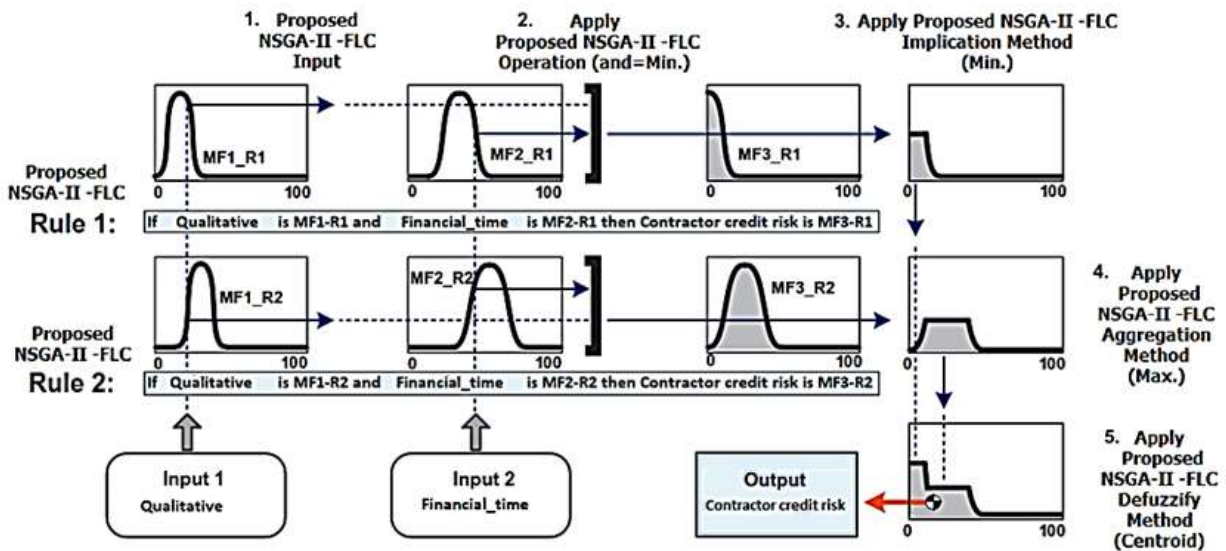 1. Proposed
NSGA-II -FLC
Input
2. Apply
Proposed NSGA-II -FLC
Operation (and=Min.)
3. Apply Proposed NSGA-II -FLC
Implication Method
(Min.)
Proposed
NSGA-II -FLC
Rule 1:
MF1_R1
0 100
MF2_R1
0 100
MF3_R1
0 100
0 100
If Qualitative is MF1-R1 and Financial_time is MF2-R1 then Contractor credit risk is MF3-R1
Proposed
NSGA-II -FLC
Rule 2:
MF1_R2
0 100
MF2_R2
0 100
MF3_R2
0 100
0 100
If Qualitative is MF1-R2 and Financial_time is MF2-R2 then Contractor credit risk is MF3-R2
4. Apply
Proposed
NSGA-II -FLC
Aggregation
Method
(Max.)
Input 1
Qualitative
Input 2
Financial_time
Output
Contractor credit risk
0 100
5. Apply
Proposed
NSGA-II -FLC
Defuzzify
Method
(Centroid)